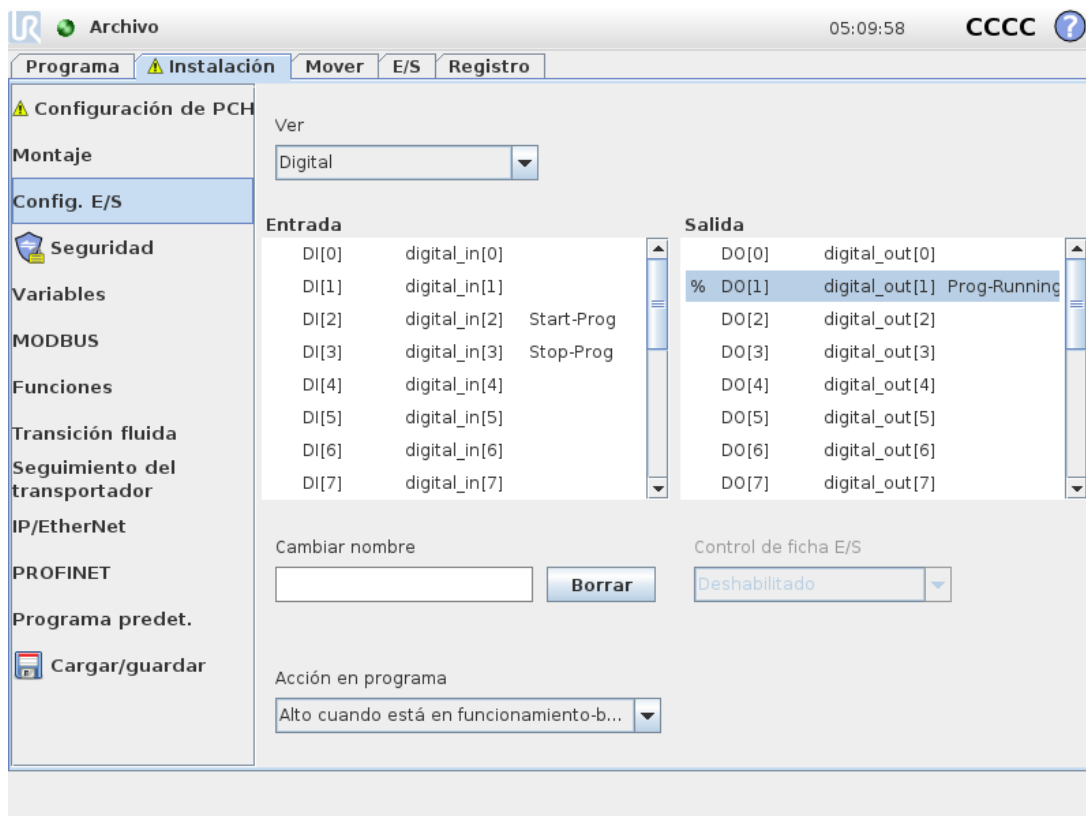 Archivo
05:09:58
CCCC
?
Programa
Instalación
Mover
E/S
Registro
Configuración de PCH
Montaje
Config. E/S
Seguridad
Variables
MODBUS
Funciones
Transición fluida
Seguimiento del
transportador
IP/EtherNet
PROFINET
Programa predet.
Cargar/guardar
Ver
Digital
Entrada
DI[0] digital_in[0]
DI[1] digital_in[1]
DI[2] digital_in[2] Start-Prog
DI[3] digital_in[3] Stop-Prog
DI[4] digital_in[4]
DI[5] digital_in[5]
DI[6] digital_in[6]
DI[7] digital_in[7]
Salida
DO[0] digital_out[0]
% DO[1] digital_out[1] Prog-Running
DO[2] digital_out[2]
DO[3] digital_out[3]
DO[4] digital_out[4]
DO[5] digital_out[5]
DO[6] digital_out[6]
DO[7] digital_out[7]
Cambiar nombre
Borrar
Control de ficha E/S
Deshabilitado
Acción en programa
Alto cuando está en funcionamiento-b...